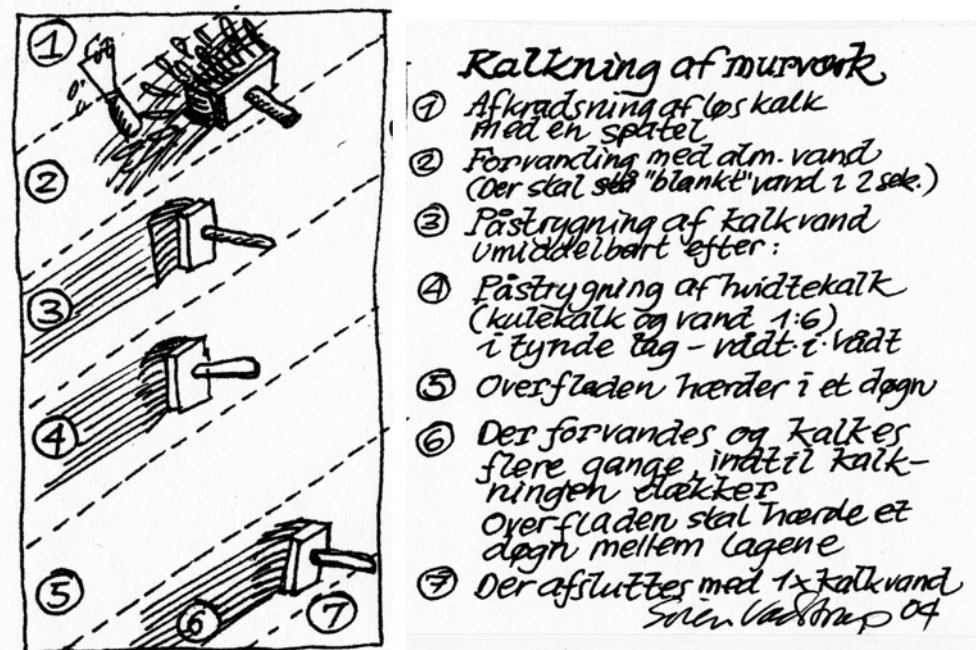 1
2
3
4
5
6
7
Kalkning af murværk
1 Afkradsning af løs kalk
med en spatel
2 Forvanding med alm. vand
(Der skal stå "blankt" vand i 2 sek.)
3 Påstrygning af kalkvand
umiddelbart efter:
4 Påstrygning af hvidtekalk
(kulekalk og vand 1:6)
i tynde lag - vådt-i-vådt
5 Overfladen hærder i et døgn
6 Der forvandes og kalkes
flere gange, indtil kalk-
ningen dækker
Overfladen skal hærde et
døgn mellem lagene
7 Der afsluttes med 1x kalkvand
Søren Vadstrup 04